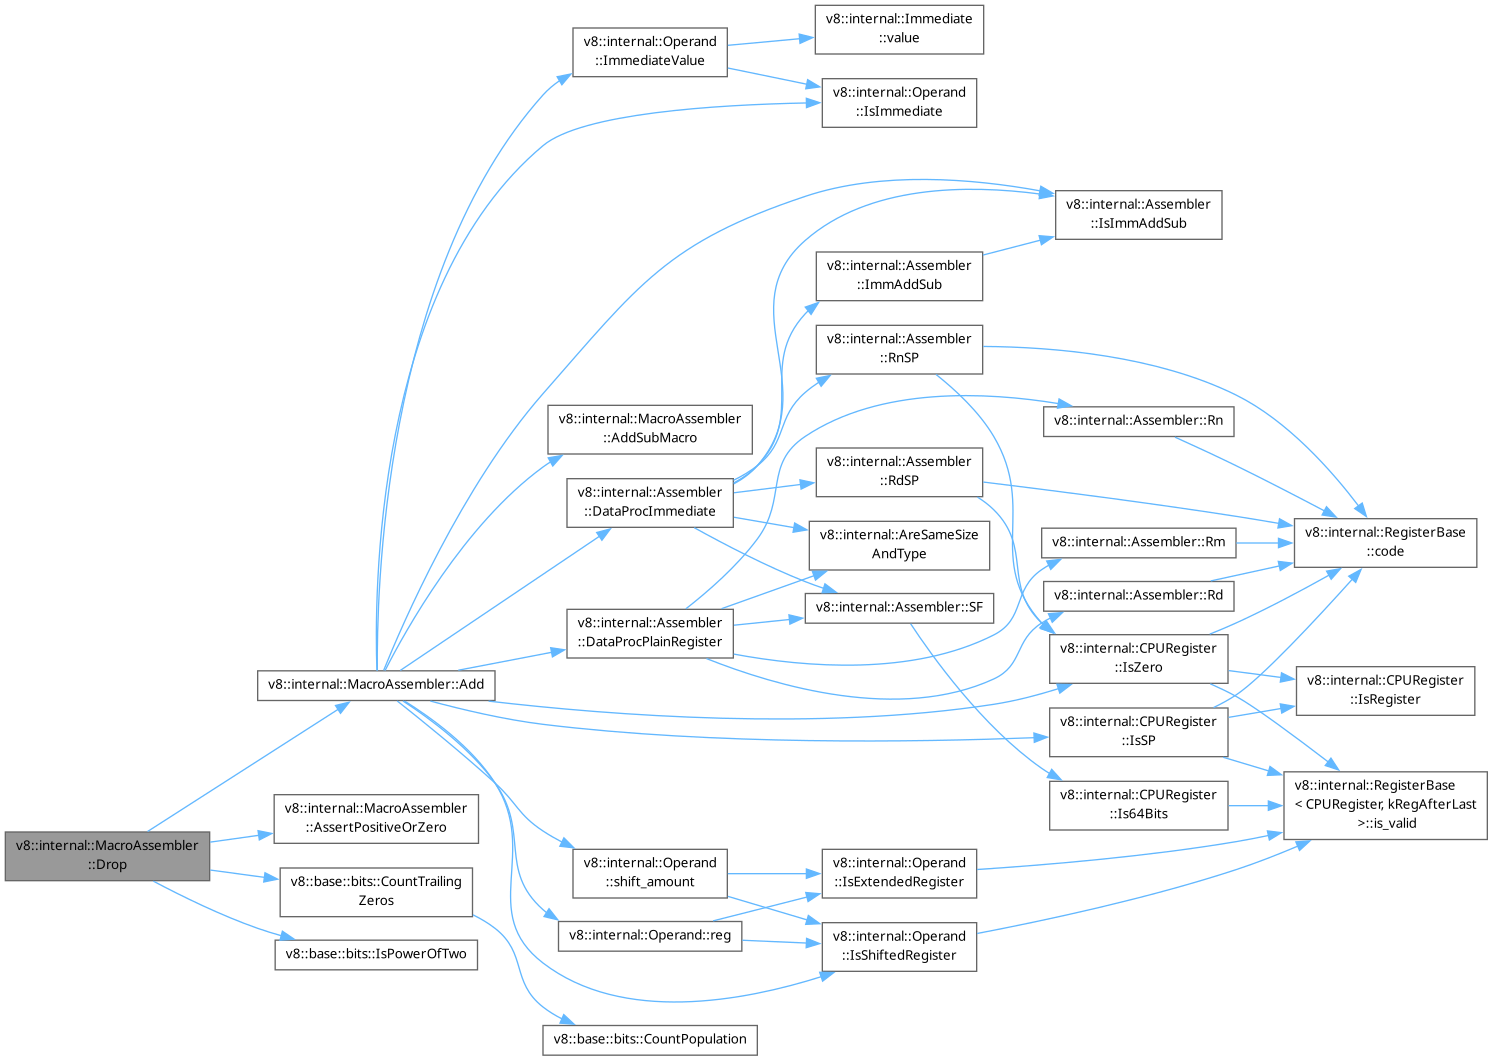 v8::internal::Immediate
::value
v8::internal::Operand
::ImmediateValue
v8::internal::Operand
::IsImmediate
v8::internal::Assembler
::IsImmAddSub
v8::internal::Assembler
::ImmAddSub
v8::internal::Assembler
::RnSP
v8::internal::MacroAssembler
::AddSubMacro
v8::internal::Assembler::Rn
v8::internal::Assembler
::RdSP
v8::internal::Assembler
::DataProcImmediate
v8::internal::AreSameSize
AndType
v8::internal::RegisterBase
::code
v8::internal::Assembler::Rm
v8::internal::Assembler::Rd
v8::internal::Assembler::SF
v8::internal::Assembler
::DataProcPlainRegister
v8::internal::CPURegister
::IsZero
v8::internal::MacroAssembler::Add
v8::internal::CPURegister
::IsRegister
v8::internal::CPURegister
::IsSP
v8::internal::RegisterBase
< CPURegister, kRegAfterLast
>::is_valid
v8::internal::CPURegister
::Is64Bits
v8::internal::MacroAssembler
::AssertPositiveOrZero
v8::internal::MacroAssembler
::Drop
v8::internal::Operand
::shift_amount
v8::internal::Operand
::IsExtendedRegister
v8::base::bits::CountTrailing
Zeros
v8::internal::Operand::reg
v8::internal::Operand
::IsShiftedRegister
v8::base::bits::IsPowerOfTwo
v8::base::bits::CountPopulation